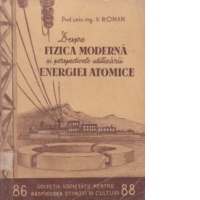 Prof. univ. ing. V. ROMAN
Despre
FIZICA MODERNĂ
și perspectivele utilizării
ENERGIEI ATOMICE
86 COLECȚIA SOCIETĂȚII PENTRU 88
RĂSPÎNDIREA ȘTIINȚEI ȘI CULTURII